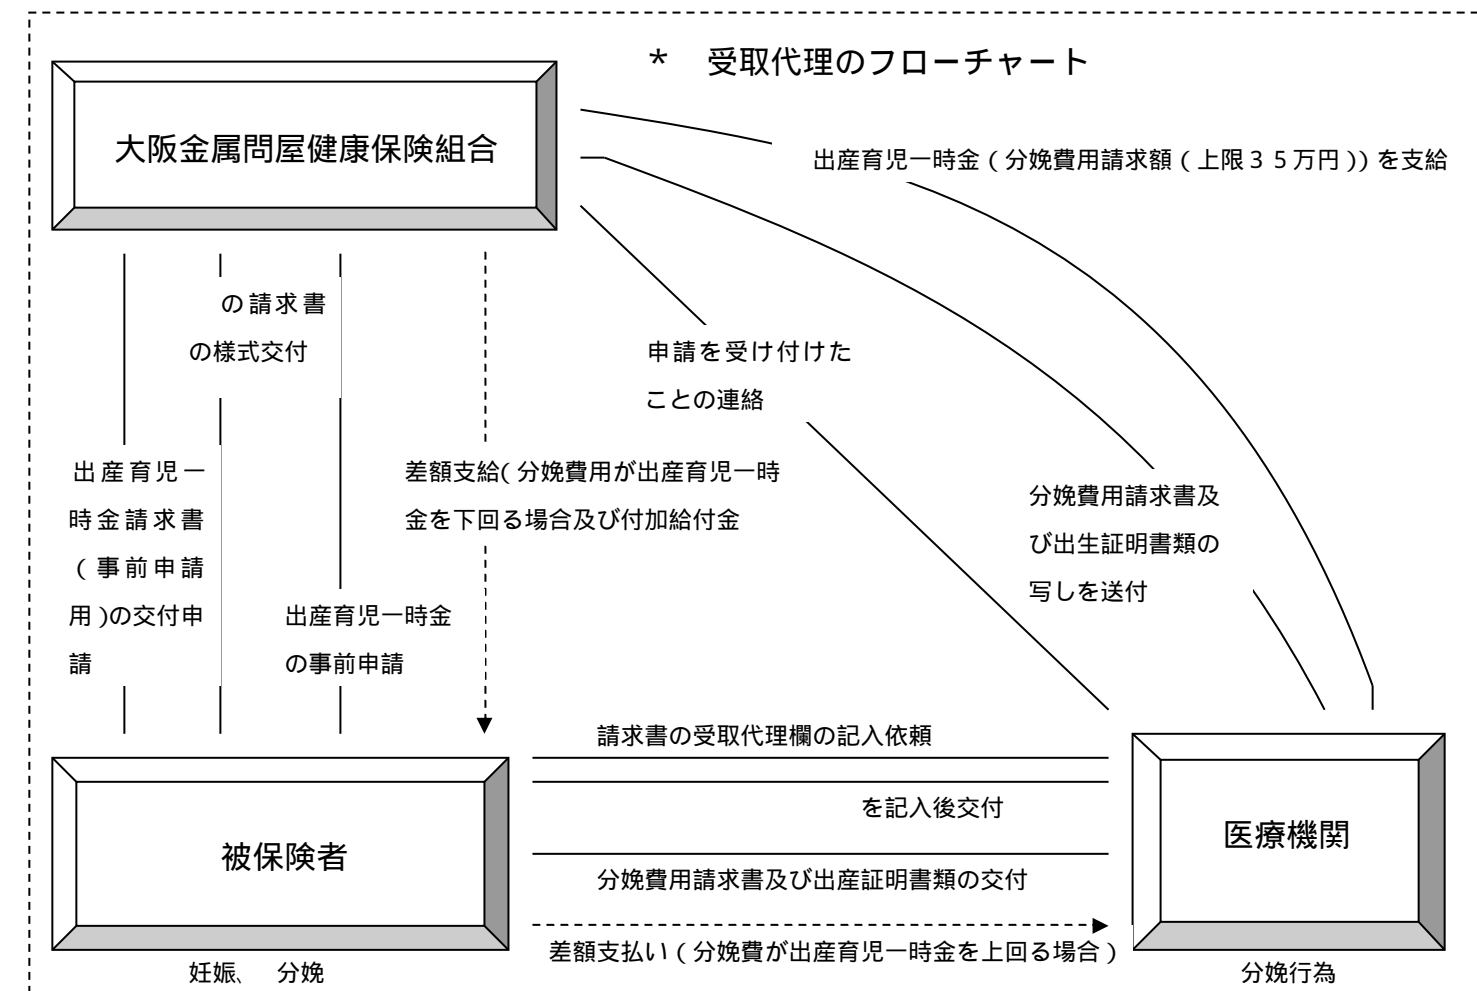 * 受取代理のフローチャート
大阪金属問屋健康保険組合
出産育児一時金(分娩費用請求額(上限35万円))を支給
の請求書
の様式交付
申請を受け付けた
ことの連絡
出産育児一
時金請求書
(事前申請
用)の交付申
請
差額支給(分娩費用が出産育児一時
金を下回る場合及び付加給付金
分娩費用請求書及
び出生証明書類の
写しを送付
出産育児一時金
の事前申請
請求書の受取代理欄の記入依頼
を記入後交付
被保険者
医療機関
分娩費用請求書及び出産証明書類の交付
差額支払い(分娩費が出産育児一時金を上回る場合)
妊娠、 分娩
分娩行為